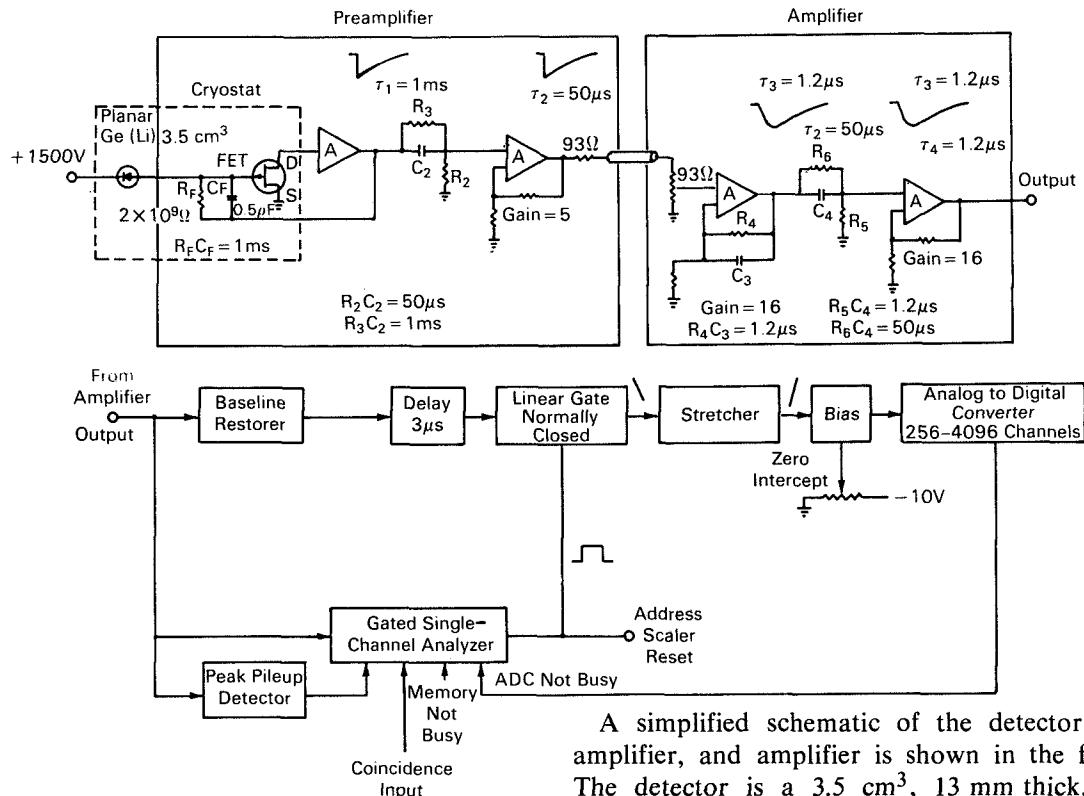 Preamplifier
Amplifier
Cryostat
Planar
Ge (Li) 3.5 cm³
+1500V
FET
D
S
R_F
C_F
2 × 10⁹Ω
0.5μF
R_FC_F = 1ms
A
τ₁ = 1ms
R₃
C₂
R₂
τ₂ = 50μs
A
93Ω
Gain = 5
R₂C₂ = 50μs
R₃C₂ = 1ms
93Ω
τ₃ = 1.2μs
A
R₄
C₃
τ₂ = 50μs
R₆
C₄
R₅
τ₃ = 1.2μs
τ₄ = 1.2μs
A
Output
Gain = 16
Gain = 16
R₄C₃ = 1.2μs
R₅C₄ = 1.2μs
R₆C₄ = 50μs
From
Amplifier
Output
Baseline
Restorer
Delay
3μs
Linear Gate
Normally
Closed
Stretcher
Bias
Analog to Digital
Converter
256–4096 Channels
Zero
Intercept
−10V
Gated Single–
Channel Analyzer
Address
Scaler
Reset
Peak Pileup
Detector
Memory
Not
Busy
ADC Not Busy
Coincidence
Input
A simplified schematic of the detector
amplifier, and amplifier is shown in the f
The detector is a 3.5 cm³, 13 mm thick,